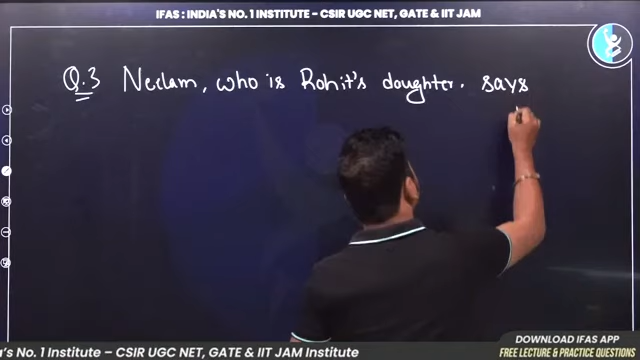 IFAS : INDIA'S NO. 1 INSTITUTE – CSIR UGC NET, GATE & IIT JAM
Q.3 Neelam, who is Rohit's daughter. says
DOWNLOAD IFAS APP
a's No. 1 Institute – CSIR UGC NET, GATE & IIT JAM Institute
FREE LECTURE & PRACTICE QUESTIONS